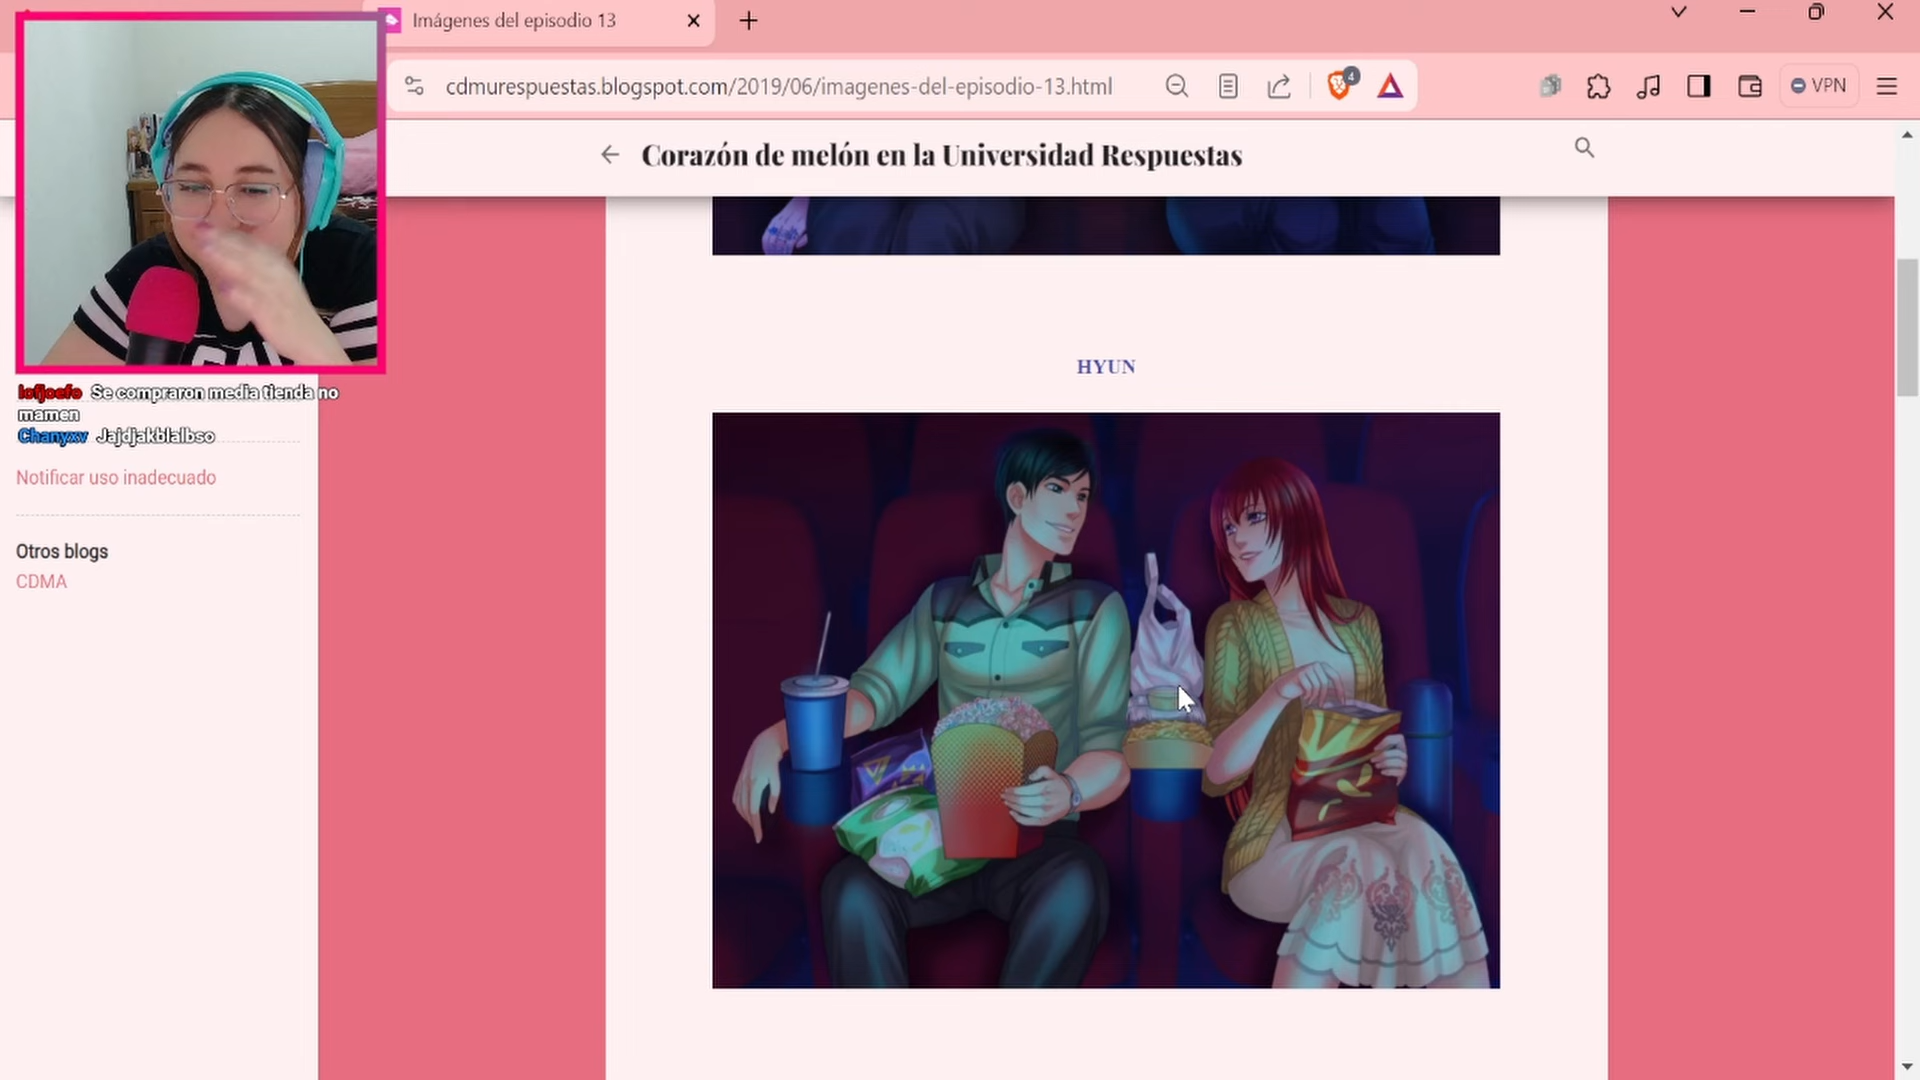 Imágenes del episodio 13
cdmurespuestas.blogspot.com/2019/06/imagenes-del-episodio-13.html
4
VPN
Corazón de melón en la Universidad Respuestas
HYUN
lofjoefo Se compraron media tienda no
mamen
Chanyxv Jajdjakblalbso
Notificar uso inadecuado
Otros blogs
CDMA